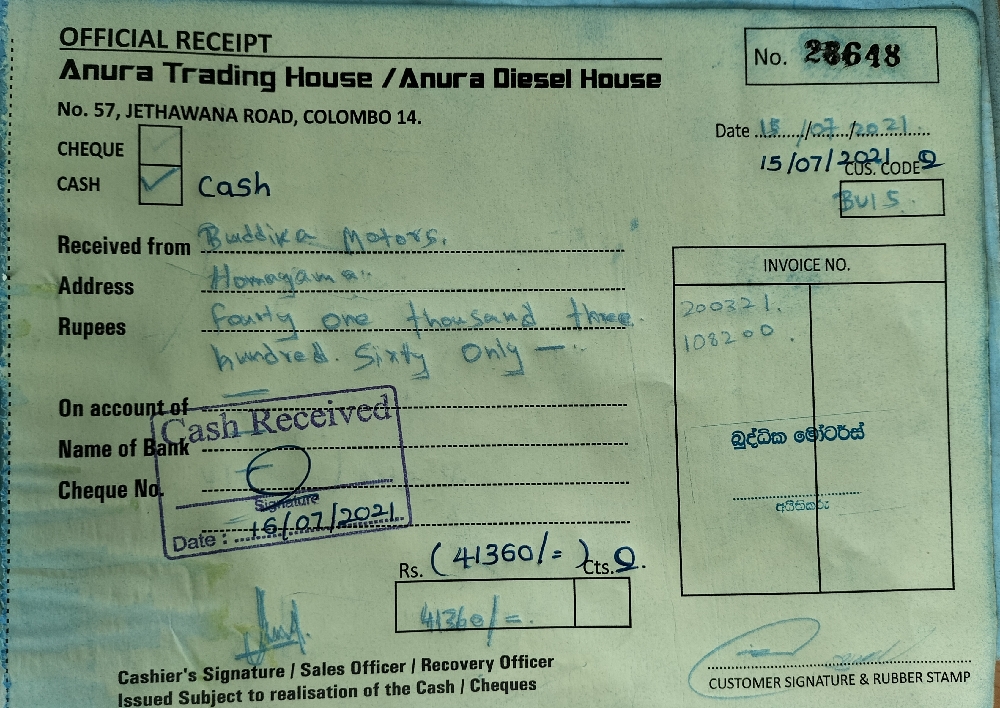 OFFICIAL RECEIPT
Anura Trading House / Anura Diesel House
No. 57, JETHAWANA ROAD, COLOMBO 14.
No. 28648
Date 15/07/2021
15/07/2021
CUS. CODE
BU15.
CHEQUE
CASH Cash
Received from Buddika Motors.
Address Homagama.
Rupees fourty one thousand three
hundred. Sixty Only —.
INVOICE NO.
200321.
108200.
On account of
Name of Bank
Cheque No.
Cash Received
Signature
Date : 16/07/2021
බුද්ධික මෝටර්ස්
අයිතිකරු
Rs. (41360/=) Cts.
41360/=.
Cashier's Signature / Sales Officer / Recovery Officer
Issued Subject to realisation of the Cash / Cheques
CUSTOMER SIGNATURE & RUBBER STAMP